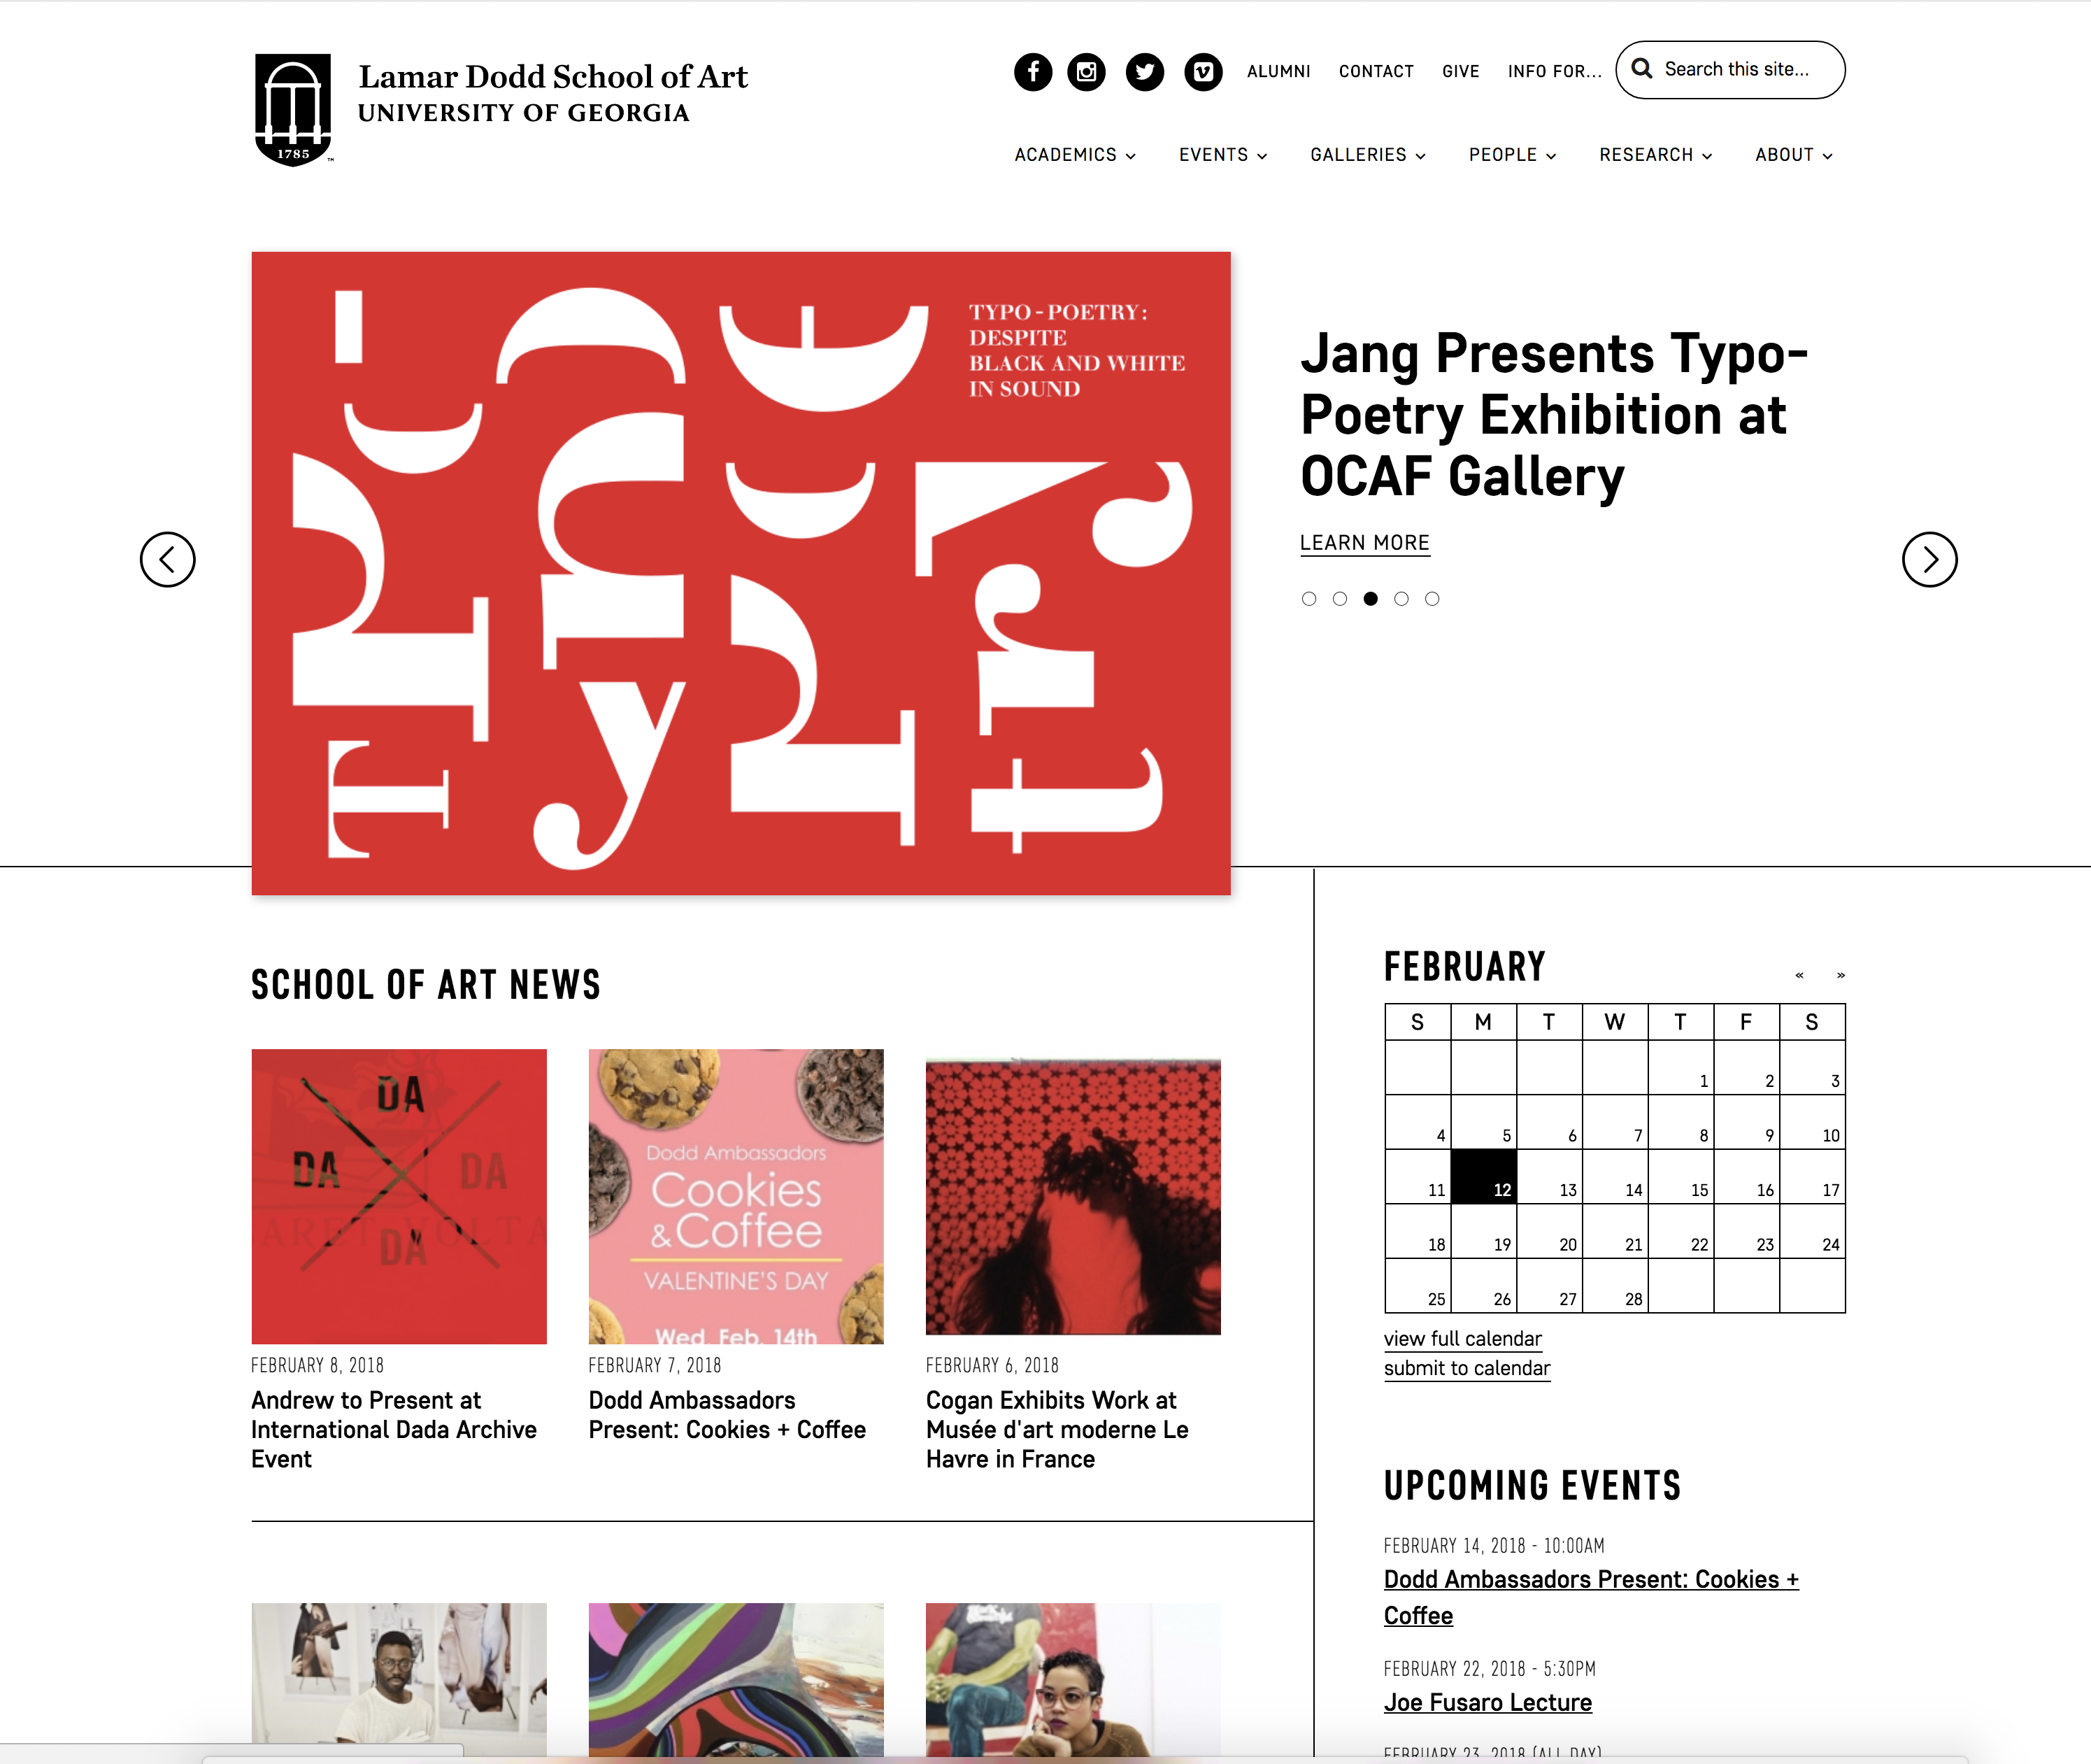 Lamar Dodd School of Art
UNIVERSITY OF GEORGIA
1785
™
ALUMNI CONTACT GIVE INFO FOR...
Search this site...
ACADEMICS EVENTS GALLERIES PEOPLE RESEARCH ABOUT
TYPO-POETRY:
DESPITE
BLACK AND WHITE
IN SOUND
Jang Presents Typo-
Poetry Exhibition at
OCAF Gallery
LEARN MORE
SCHOOL OF ART NEWS
DA
DA DA
DA
FEBRUARY 8, 2018
Andrew to Present at
International Dada Archive
Event
Dodd Ambassadors
Cookies
& Coffee
VALENTINE'S DAY
Wed. Feb. 14th
FEBRUARY 7, 2018
Dodd Ambassadors
Present: Cookies + Coffee
FEBRUARY 6, 2018
Cogan Exhibits Work at
Musée d'art moderne Le
Havre in France
FEBRUARY « »
S M T W T F S
1 2 3
4 5 6 7 8 9 10
11 12 13 14 15 16 17
18 19 20 21 22 23 24
25 26 27 28
view full calendar
submit to calendar
UPCOMING EVENTS
FEBRUARY 14, 2018 - 10:00AM
Dodd Ambassadors Present: Cookies +
Coffee
FEBRUARY 22, 2018 - 5:30PM
Joe Fusaro Lecture
FEBRUARY 23, 2018 (ALL DAY)